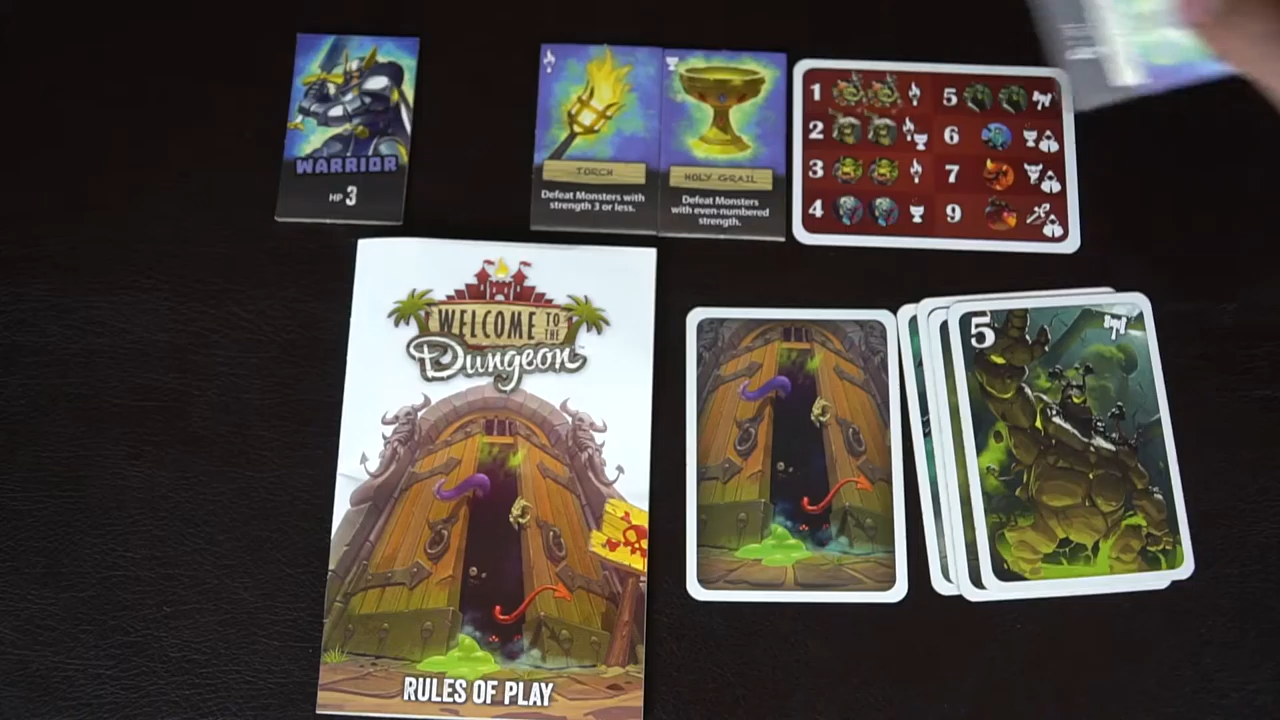 WARRIOR
HP 3
TORCH
Defeat Monsters with
strength 3 or less.
HOLY GRAIL
Defeat Monsters
with even-numbered
strength.
1
2
3
4
5
6
7
9
WELCOME TO
THE
Dungeon
RULES OF PLAY
5